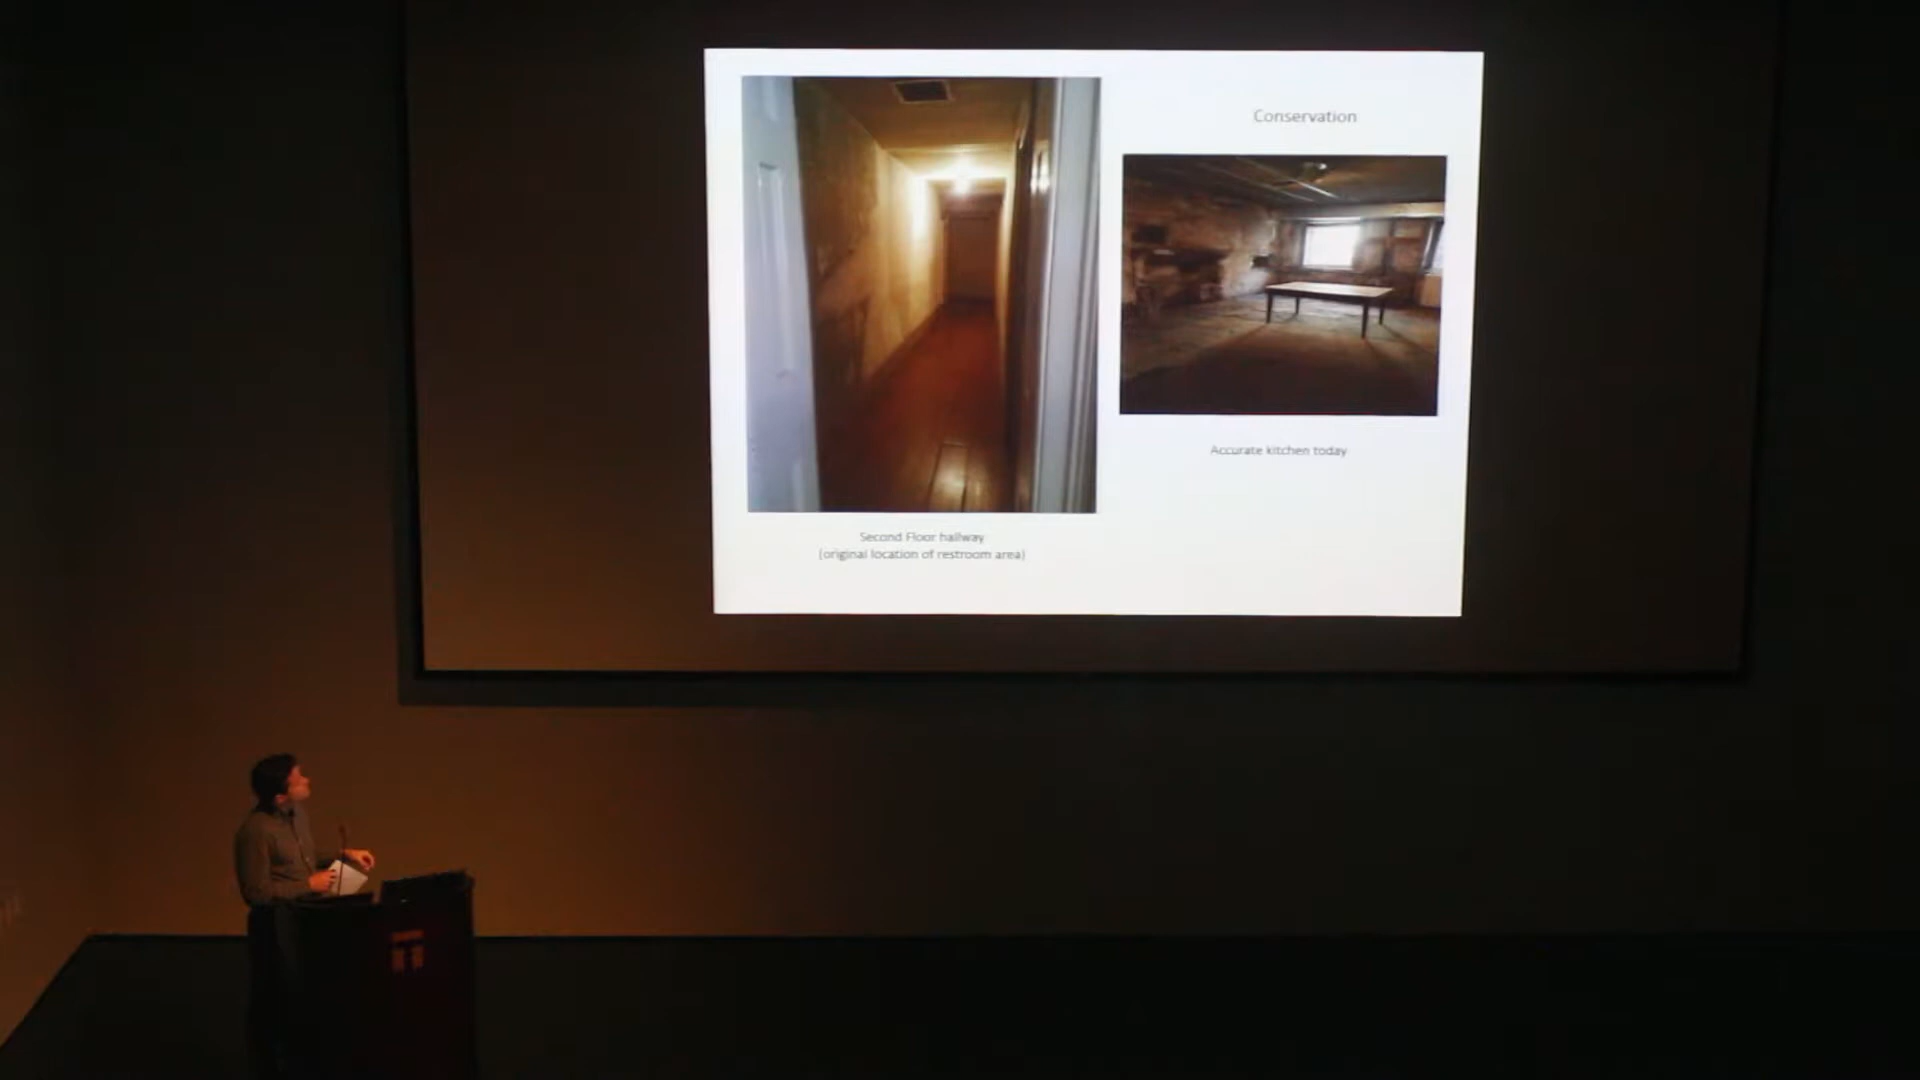 Conservation
Accurate kitchen today
Second Floor hallway
(original location of restroom area)